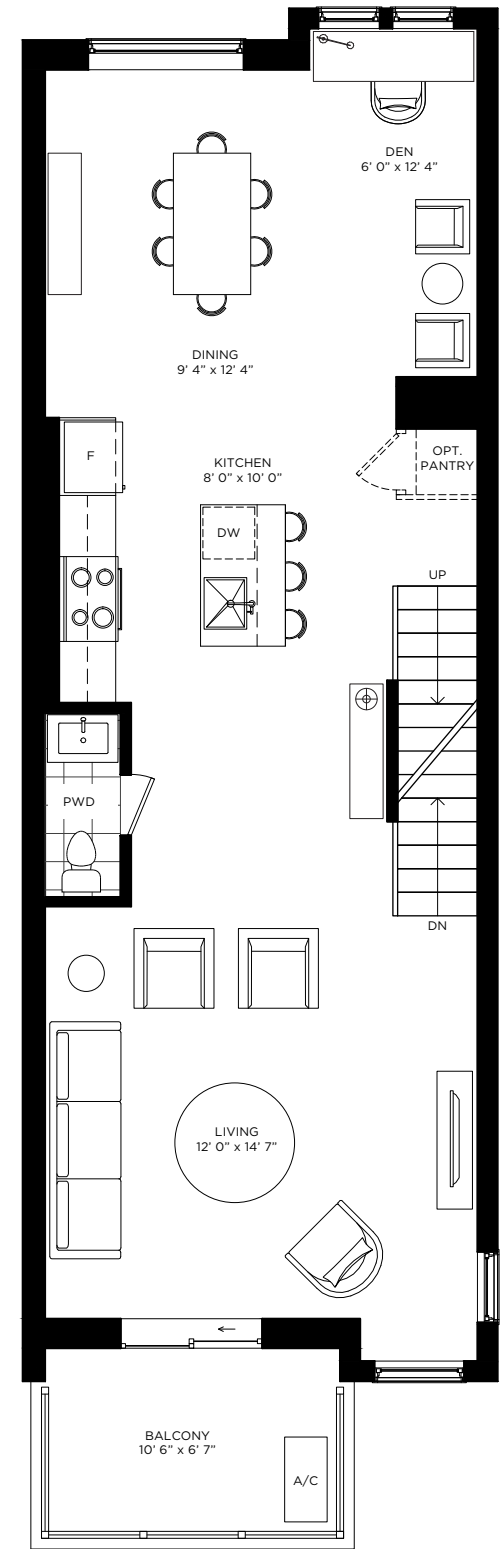 DEN
6’ 0” x 12’ 4”
DINING
9’ 4” x 12’ 4”
F
KITCHEN
8’ 0” x 10’ 0”
OPT.
PANTRY
DW
UP
PWD
DN
LIVING
12’ 0” x 14’ 7”
BALCONY
10’ 6” x 6’ 7”
A/C